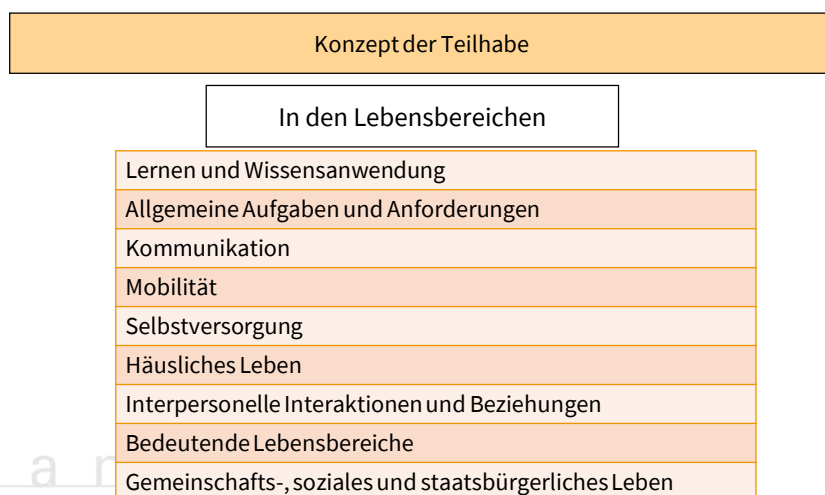 Konzept der Teilhabe
In den Lebensbereichen
Lernen und Wissensanwendung
Allgemeine Aufgaben und Anforderungen
Kommunikation
Mobilität
Selbstversorgung
Häusliches Leben
Interpersonelle Interaktionen und Beziehungen
Bedeutende Lebensbereiche
Gemeinschafts-, soziales und staatsbürgerliches Leben